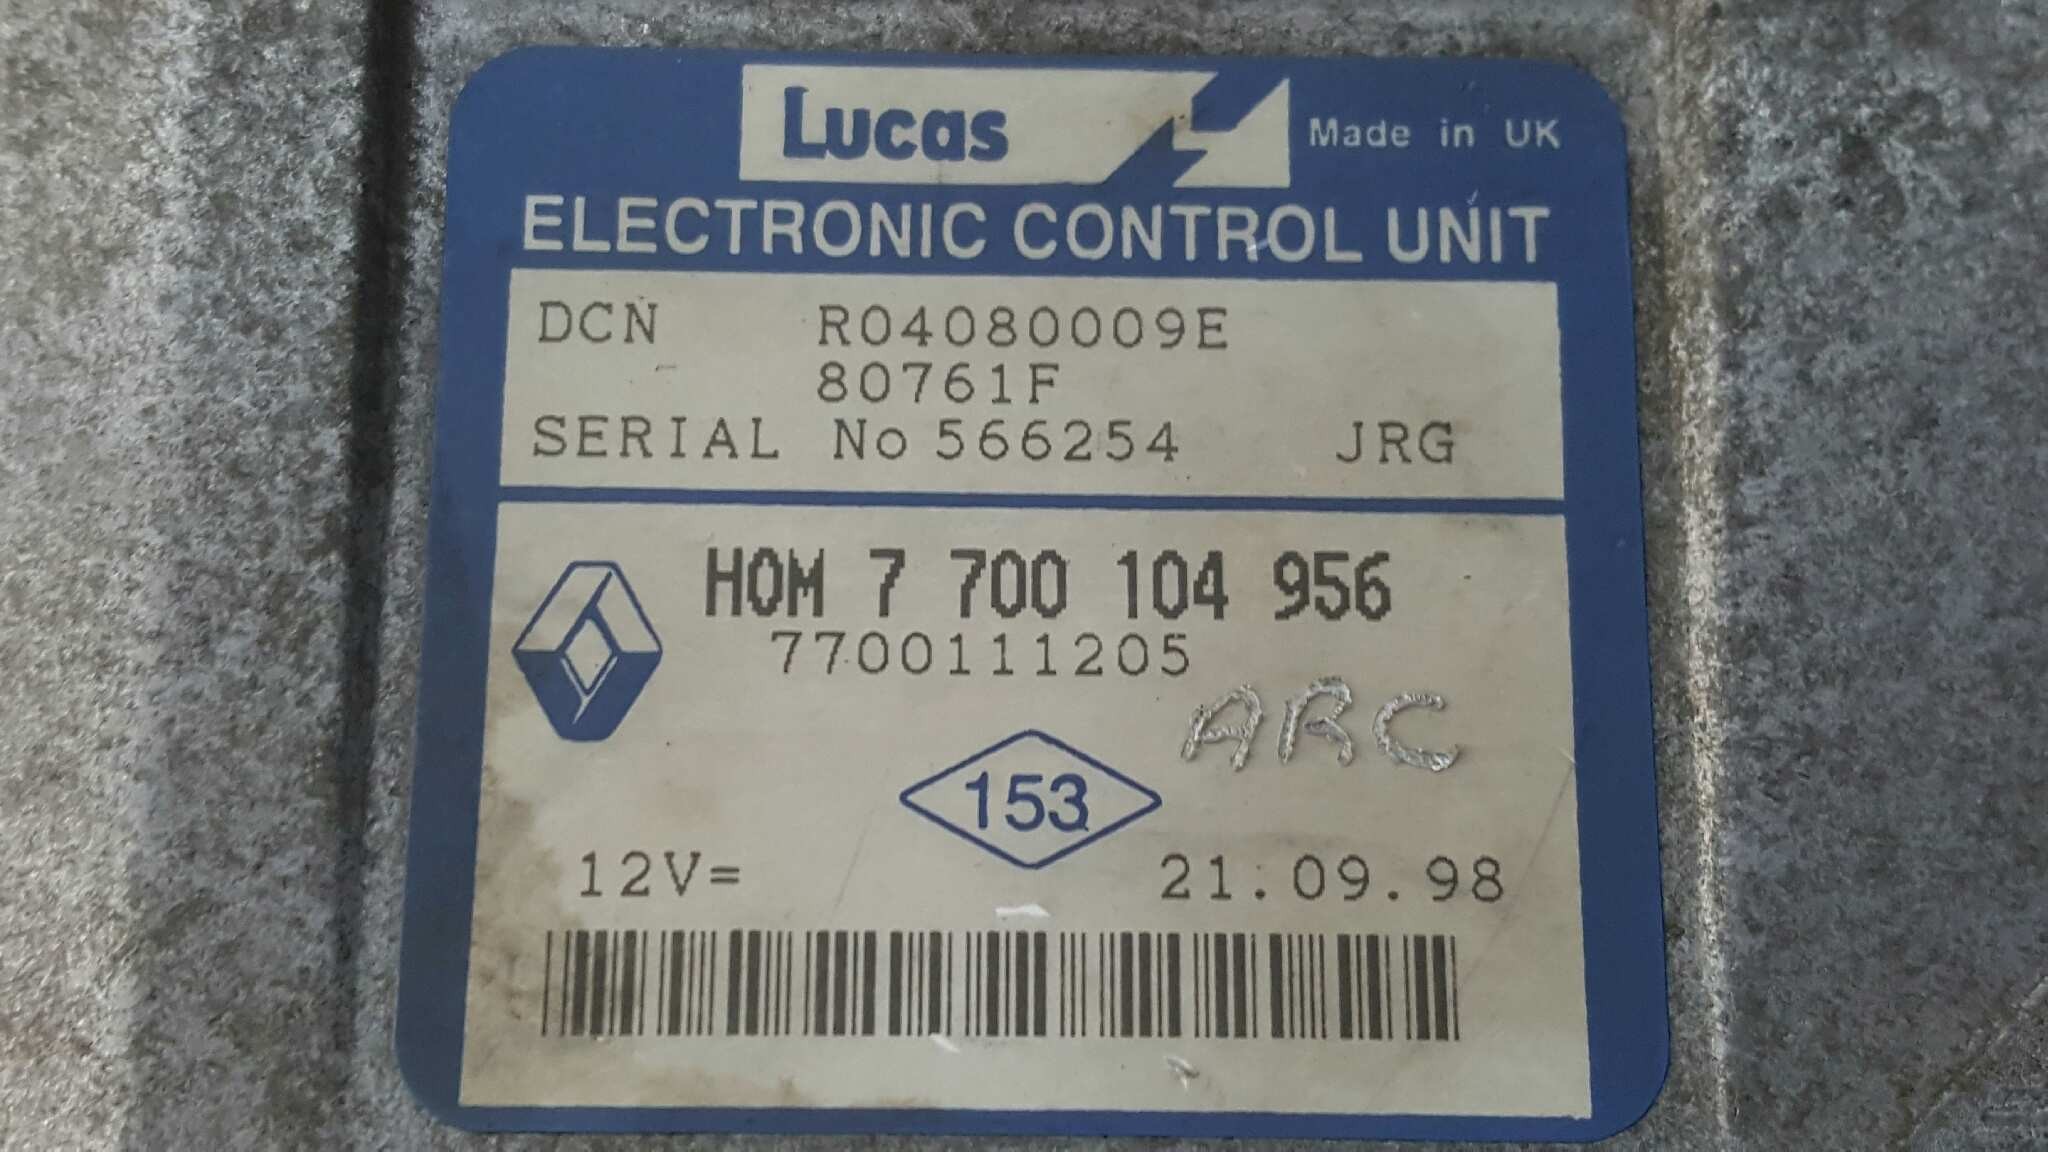 Lucas Made in UK
ELECTRONIC CONTROL UNIT
DCN R04080009E
80761F
SERIAL No 566254 JRG
HOM 7 700 104 956
7700111205
ARC
153
12V= 21.09.98